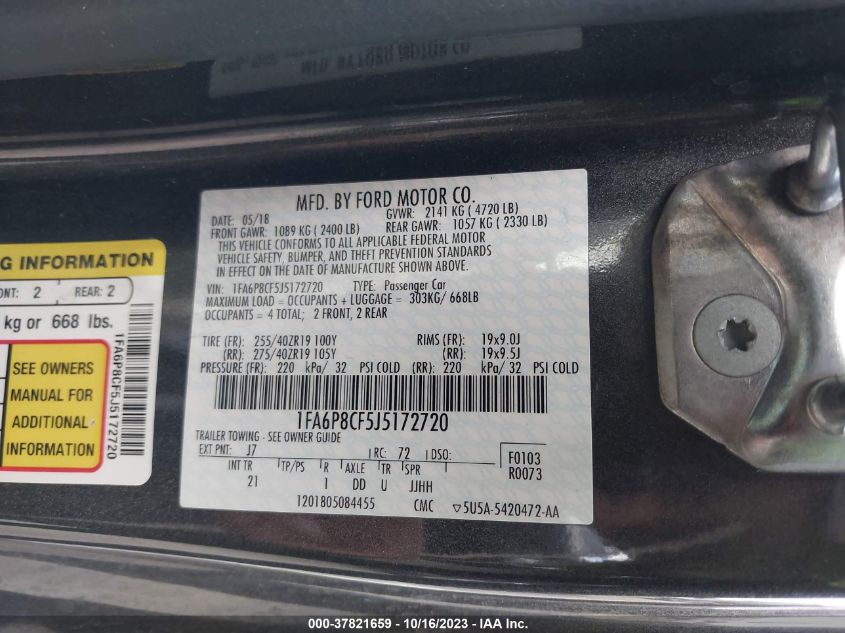 MFD. BY FORD MOTOR CO.
DATE: 05/18 GVWR: 2141 KG ( 4720 LB)
FRONT GAWR: 1089 KG ( 2400 LB) REAR GAWR: 1057 KG ( 2330 LB)
THIS VEHICLE CONFORMS TO ALL APPLICABLE FEDERAL MOTOR
VEHICLE SAFETY, BUMPER, AND THEFT PREVENTION STANDARDS
IN EFFECT ON THE DATE OF MANUFACTURE SHOWN ABOVE.
VIN: 1FA6P8CF5J5172720 TYPE: Passenger Car
MAXIMUM LOAD = OCCUPANTS + LUGGAGE = 303KG/ 668LB
OCCUPANTS = 4 TOTAL; 2 FRONT, 2 REAR
TIRE (FR): 255/40ZR19 100Y RIMS (FR): 19x9.0J
(RR): 275/40ZR19 105Y (RR): 19x9.5J
PRESSURE (FR): 220 kPa/ 32 PSI COLD (RR): 220 kPa/ 32 PSI COLD
1FA6P8CF5J5172720
TRAILER TOWING - SEE OWNER GUIDE
EXT PNT: J7 RC: 72 DSO: F0103
INT TR TP/PS R AXLE TR SPR R0073
21 I DD U JJHH
1201805084455 CMC 5U5A-5420472-AA
G INFORMATION
ONT: 2 REAR: 2
kg or 668 lbs.
SEE OWNERS
MANUAL FOR
ADDITIONAL
INFORMATION
1FA6P8CF5J5172720
000-37821659 - 10/16/2023 - © IAA, Inc.